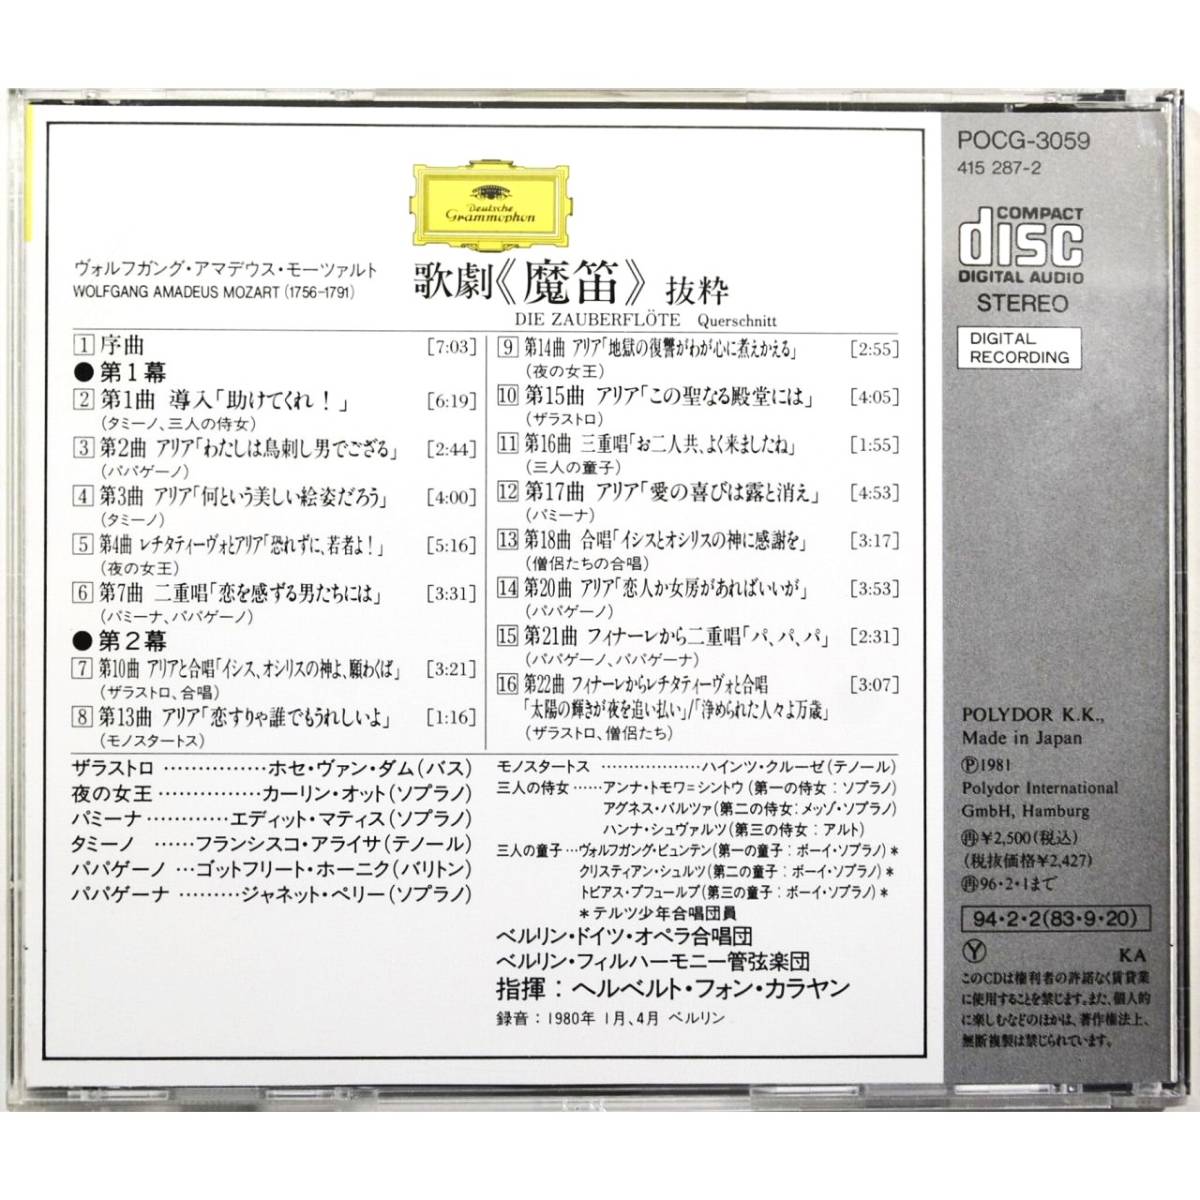 Deutsche
Grammophon
ヴォルフガング・アマデウス・モーツァルト
WOLFGANG AMADEUS MOZART (1756-1791)
歌劇《魔笛》 抜粋
DIE ZAUBERFLÖTE Querschnitt
1 序曲 [7:03]
●第1幕
2 第1曲 導入「助けてくれ！」 [6:19]
(タミーノ、三人の侍女)
3 第2曲 アリア「わたしは鳥刺し男でござる」 [2:44]
(パパゲーノ)
4 第3曲 アリア「何という美しい絵姿だろう」 [4:00]
(タミーノ)
5 第4曲 レチタティーヴォとアリア「恐れずに、若者よ！」 [5:16]
(夜の女王)
6 第7曲 二重唱「恋を感ずる男たちには」 [3:31]
(パミーナ、パパゲーノ)
●第2幕
7 第10曲 アリアと合唱「イシス、オシリスの神よ、願わくば」 [3:21]
(ザラストロ、合唱)
8 第13曲 アリア「恋すりゃ誰でもうれしいよ」 [1:16]
(モノスタートス)
9 第14曲 アリア「地獄の復讐がわが心に煮えかえる」 [2:55]
(夜の女王)
10 第15曲 アリア「この聖なる殿堂には」 [4:05]
(ザラストロ)
11 第16曲 三重唱「お二人共、よく来ましたね」 [1:55]
(三人の童子)
12 第17曲 アリア「愛の喜びは露と消え」 [4:53]
(パミーナ)
13 第18曲 合唱「イシスとオシリスの神に感謝を」 [3:17]
(僧侶たちの合唱)
14 第20曲 アリア「恋人か女房があればいいが」 [3:53]
(パパゲーノ)
15 第21曲 フィナーレから二重唱「パ、パ、パ」 [2:31]
(パパゲーノ、パパゲーナ)
16 第22曲 フィナーレからレチタティーヴォと合唱 [3:07]
「太陽の輝きが夜を追い払い」/「浄められた人々よ万歳」
(ザラストロ、僧侶たち)
ザラストロ ……………ホセ・ヴァン・ダム(バス)
夜の女王 ……………カーリン・オット(ソプラノ)
パミーナ …………エディット・マティス(ソプラノ)
タミーノ ……フランシスコ・アライサ(テノール)
パパゲーノ …ゴットフリート・ホーニク(バリトン)
パパゲーナ ………ジャネット・ペリー(ソプラノ)
モノスタートス ………………ハインツ・クルーゼ(テノール)
三人の侍女……アンナ・トモワ＝シントウ(第一の侍女：ソプラノ)
アグネス・バルツァ(第二の侍女：メッゾ・ソプラノ)
ハンナ・シュヴァルツ(第三の侍女：アルト)
三人の童子…ヴォルフガング・ビュンテン(第一の童子：ボーイ・ソプラノ)＊
クリスティアン・シュルツ(第二の童子：ボーイ・ソプラノ)＊
トビアス・プフュールプ(第三の童子：ボーイ・ソプラノ)＊
＊テルツ少年合唱団員
ベルリン・ドイツ・オペラ合唱団
ベルリン・フィルハーモニー管弦楽団
指揮：ヘルベルト・フォン・カラヤン
録音：1980年 1月、4月 ベルリン
POCG-3059
415 287-2
COMPACT
disc
DIGITAL AUDIO
STEREO
DIGITAL
RECORDING
POLYDOR K.K.,
Made in Japan
Ⓟ1981
Polydor International
GmbH, Hamburg
㊢¥2,500(税込)
(税抜価格¥2,427)
㊢96・2・1まで
94・2・2(83・9・20)
Ⓨ KA
このCDは権利者の許諾なく賃貸業
に使用することを禁じます。また、個人的
に楽しむなどのほかは、著作権法上、
無断複製は禁じられています。